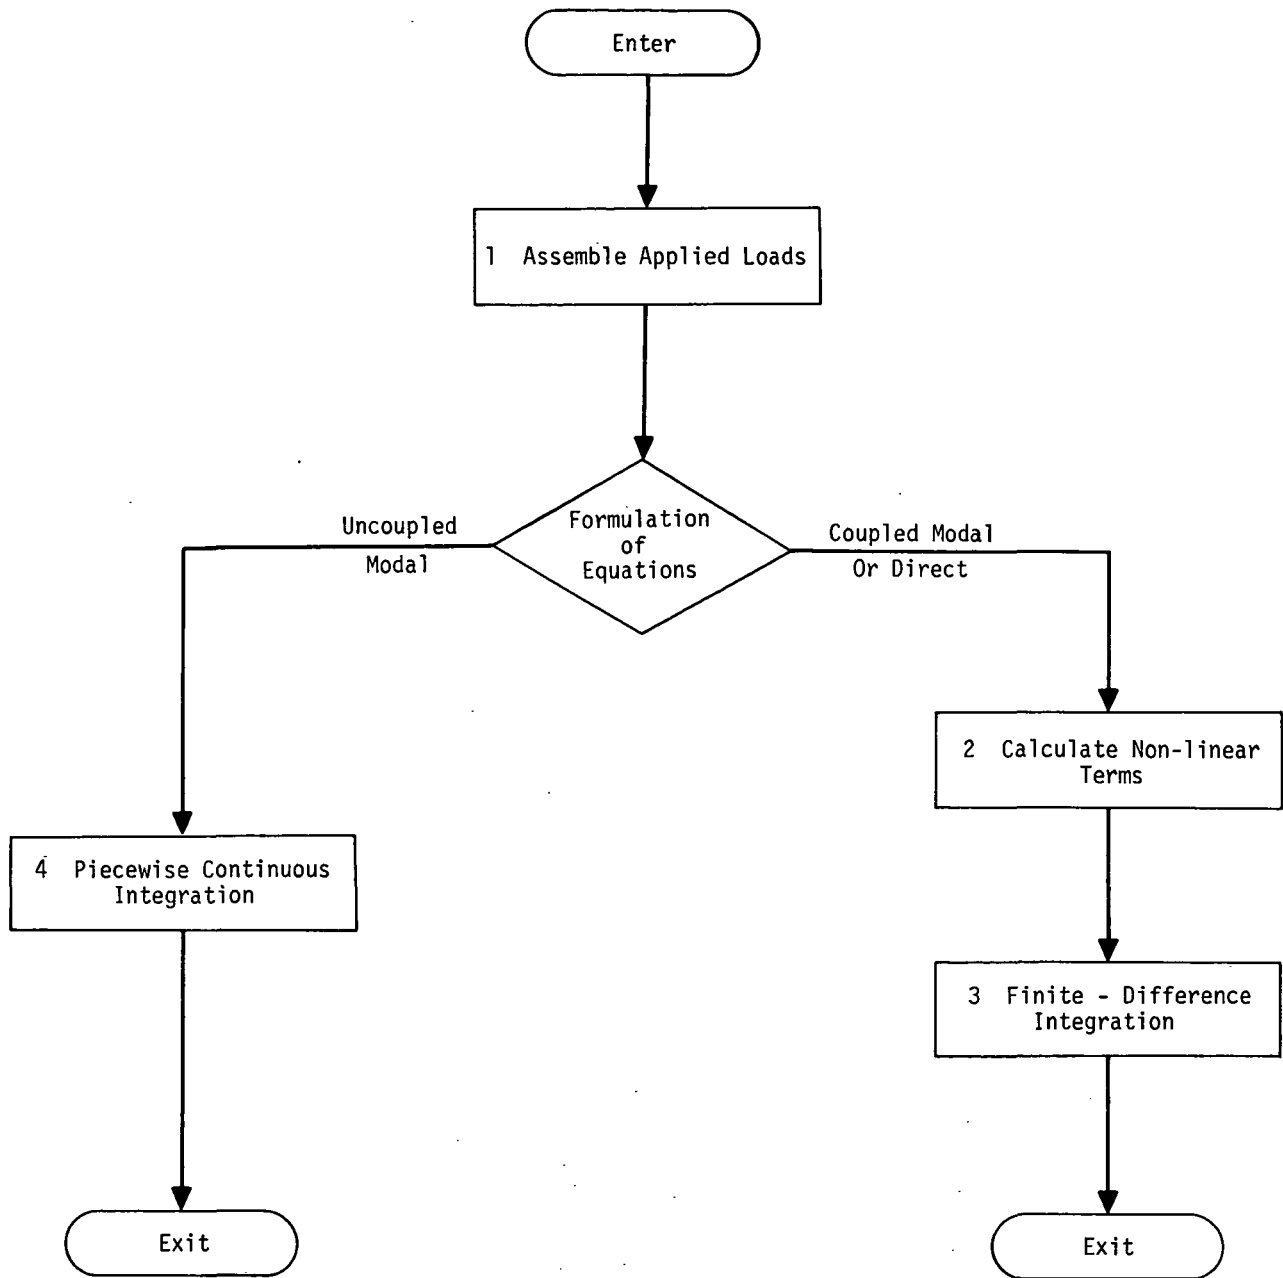 Enter
1 Assemble Applied Loads
Formulation
of
Equations
Uncoupled
Modal
Coupled Modal
Or Direct
2 Calculate Non-linear
Terms
4 Piecewise Continuous
Integration
3 Finite - Difference
Integration
Exit
Exit